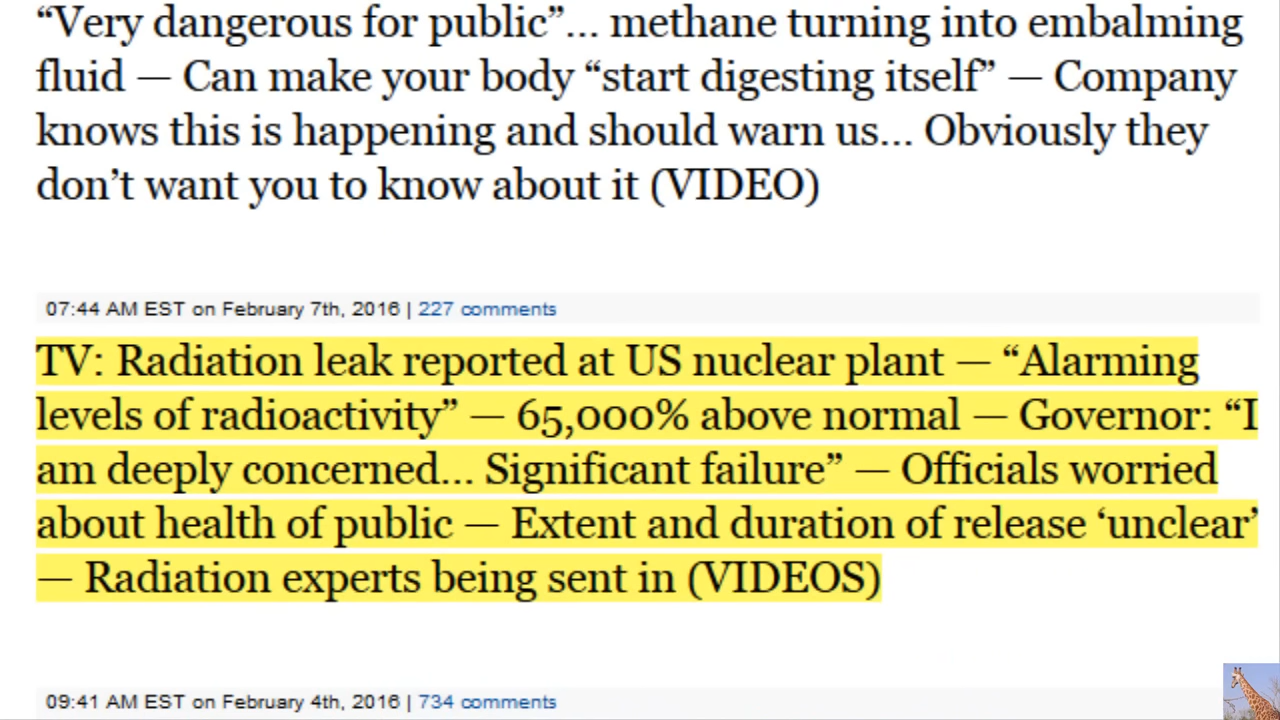 “Very dangerous for public”… methane turning into embalming
fluid — Can make your body “start digesting itself” — Company
knows this is happening and should warn us… Obviously they
don’t want you to know about it (VIDEO)
07:44 AM EST on February 7th, 2016 | 227 comments
TV: Radiation leak reported at US nuclear plant — “Alarming
levels of radioactivity” — 65,000% above normal — Governor: “I
am deeply concerned… Significant failure” — Officials worried
about health of public — Extent and duration of release ‘unclear’
— Radiation experts being sent in (VIDEOS)
09:41 AM EST on February 4th, 2016 | 734 comments